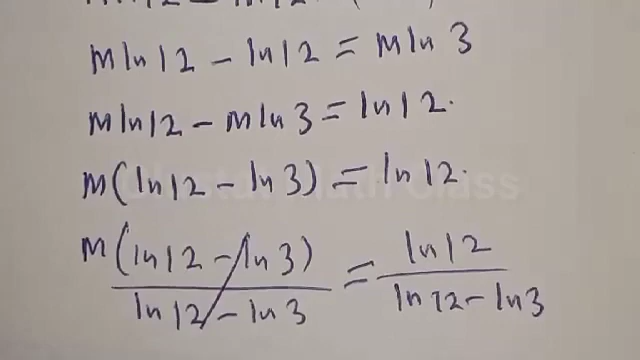 m ln 12 - ln 12 = m ln 3
m ln 12 - m ln 3 = ln 12.
m(ln 12 - ln 3) = ln 12.
m(ln 12 - ln 3) / ln 12 - ln 3 = ln 12 / ln 12 - ln 3